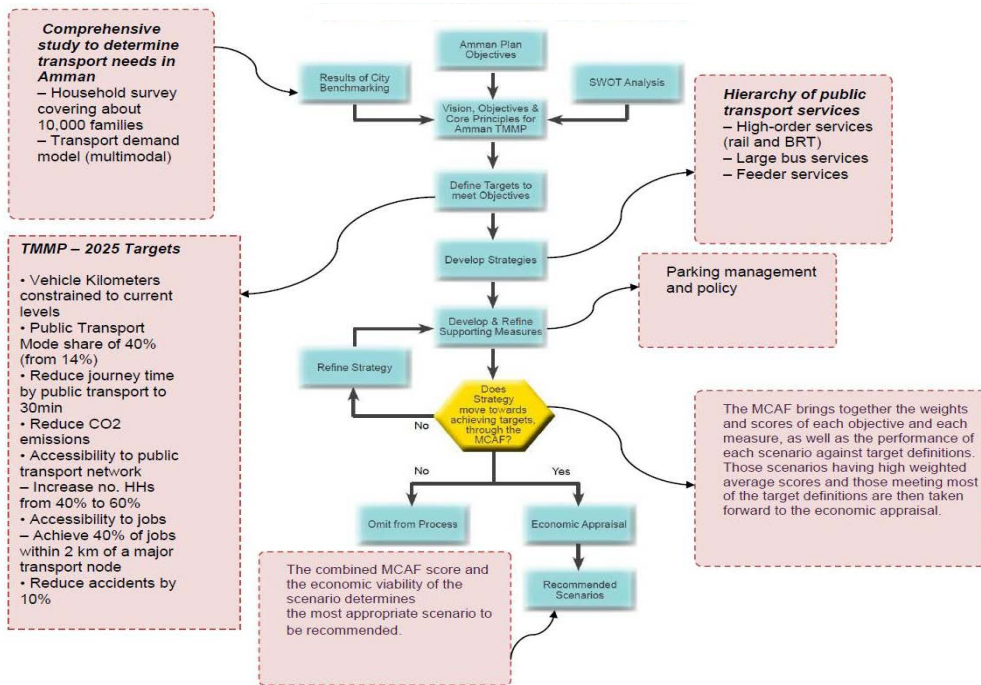 Comprehensive
study to determine
transport needs in
Amman
– Household survey
covering about
10,000 families
– Transport demand
model (multimodal)
Amman Plan
Objectives
Results of City
Benchmarking
SWOT Analysis
Vision, Objectives &
Core Principles for
Amman TMMP
Hierarchy of public
transport services
– High-order services
(rail and BRT)
– Large bus services
– Feeder services
Define Targets to
meet Objectives
TMMP – 2025 Targets
• Vehicle Kilometers
constrained to current
levels
• Public Transport
Mode share of 40%
(from 14%)
• Reduce journey time
by public transport to
30min
• Reduce CO2
emissions
• Accessibility to public
transport network
– Increase no. HHs
from 40% to 60%
• Accessibility to jobs
– Achieve 40% of jobs
within 2 km of a major
transport node
• Reduce accidents by
10%
Develop Strategies
Parking management
and policy
Develop & Refine
Supporting Measures
Refine Strategy
Does
Strategy
move towards
achieving targets,
through the
MCAF?
No
No
Yes
The MCAF brings together the weights
and scores of each objective and each
measure, as well as the performance of
each scenario against target definitions.
Those scenarios having high weighted
average scores and those meeting most
of the target definitions are then taken
forward to the economic appraisal.
Omit from Process
Economic Appraisal
The combined MCAF score and
the economic viability of the
scenario determines
the most appropriate scenario to
be recommended.
Recommended
Scenarios